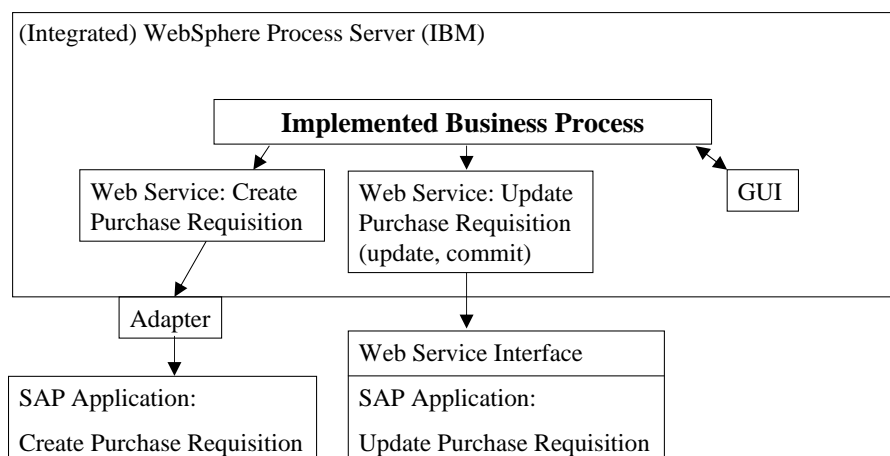 (Integrated) WebSphere Process Server (IBM)
Implemented Business Process
Web Service: Create
Purchase Requisition
Web Service: Update
Purchase Requisition
(update, commit)
GUI
Adapter
Web Service Interface
SAP Application:
Create Purchase Requisition
SAP Application:
Update Purchase Requisition